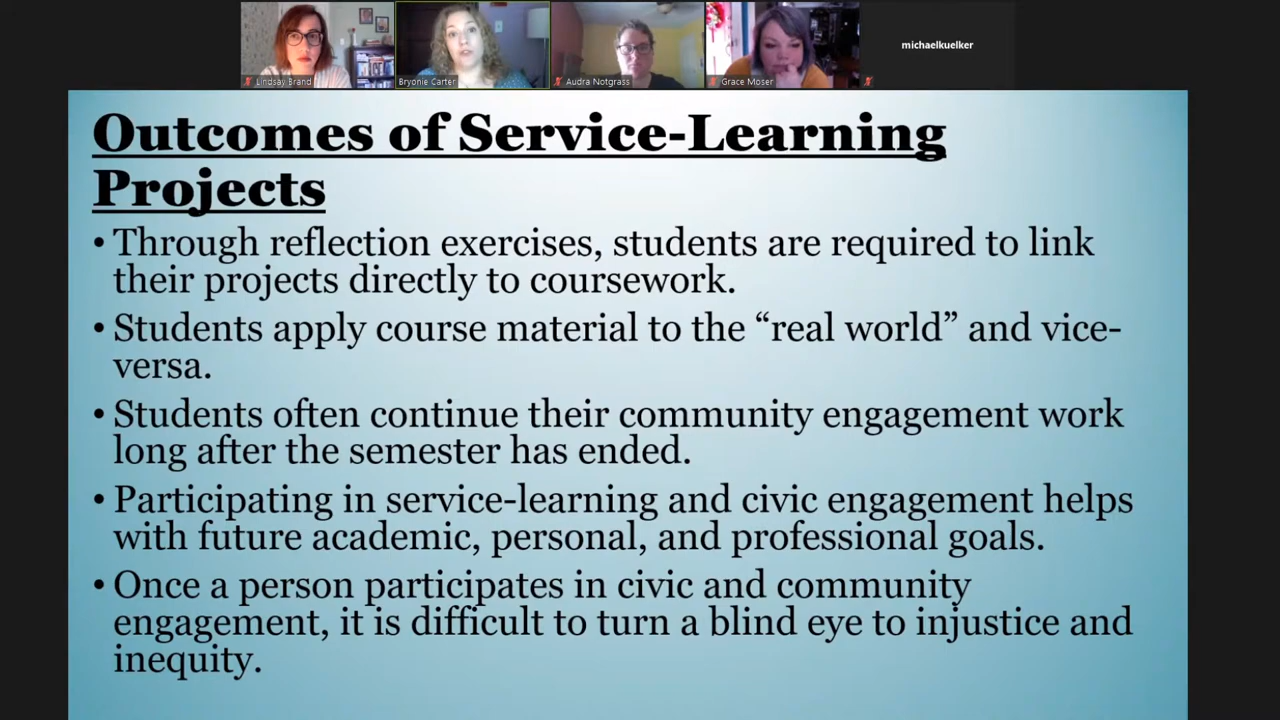 Lindsay Brand
Bryonie Carter
Audra Notgrass
Grace Moser
michaelkuelker
Outcomes of Service-Learning
Projects
• Through reflection exercises, students are required to link
their projects directly to coursework.
• Students apply course material to the “real world” and vice-
versa.
• Students often continue their community engagement work
long after the semester has ended.
• Participating in service-learning and civic engagement helps
with future academic, personal, and professional goals.
• Once a person participates in civic and community
engagement, it is difficult to turn a blind eye to injustice and
inequity.